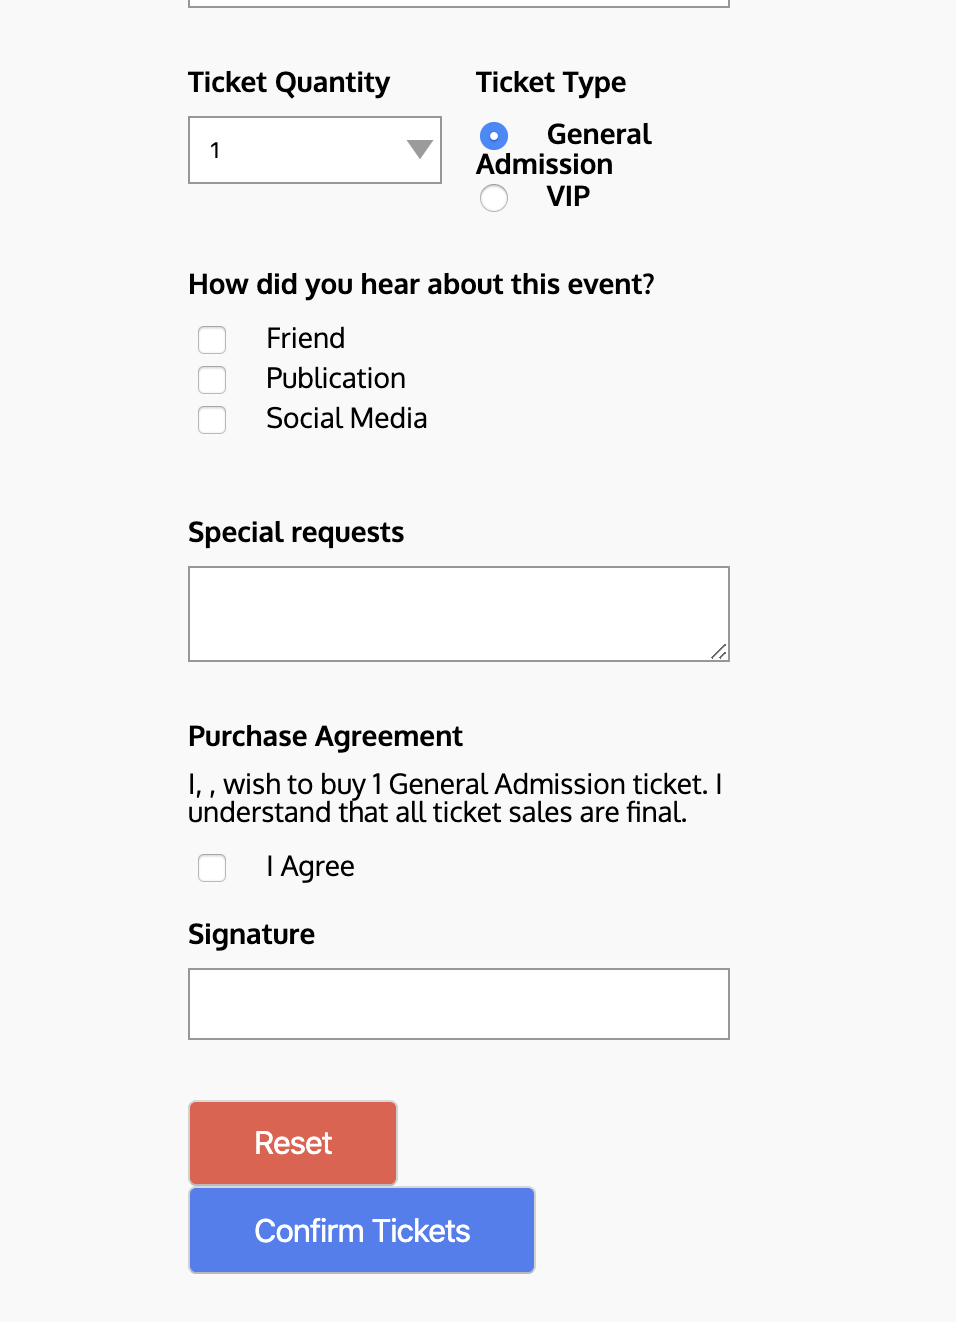 Ticket Quantity
Ticket Type
1
General
Admission
VIP
How did you hear about this event?
Friend
Publication
Social Media
Special requests
Purchase Agreement
I, , wish to buy 1 General Admission ticket. I
understand that all ticket sales are final.
I Agree
Signature
Reset
Confirm Tickets